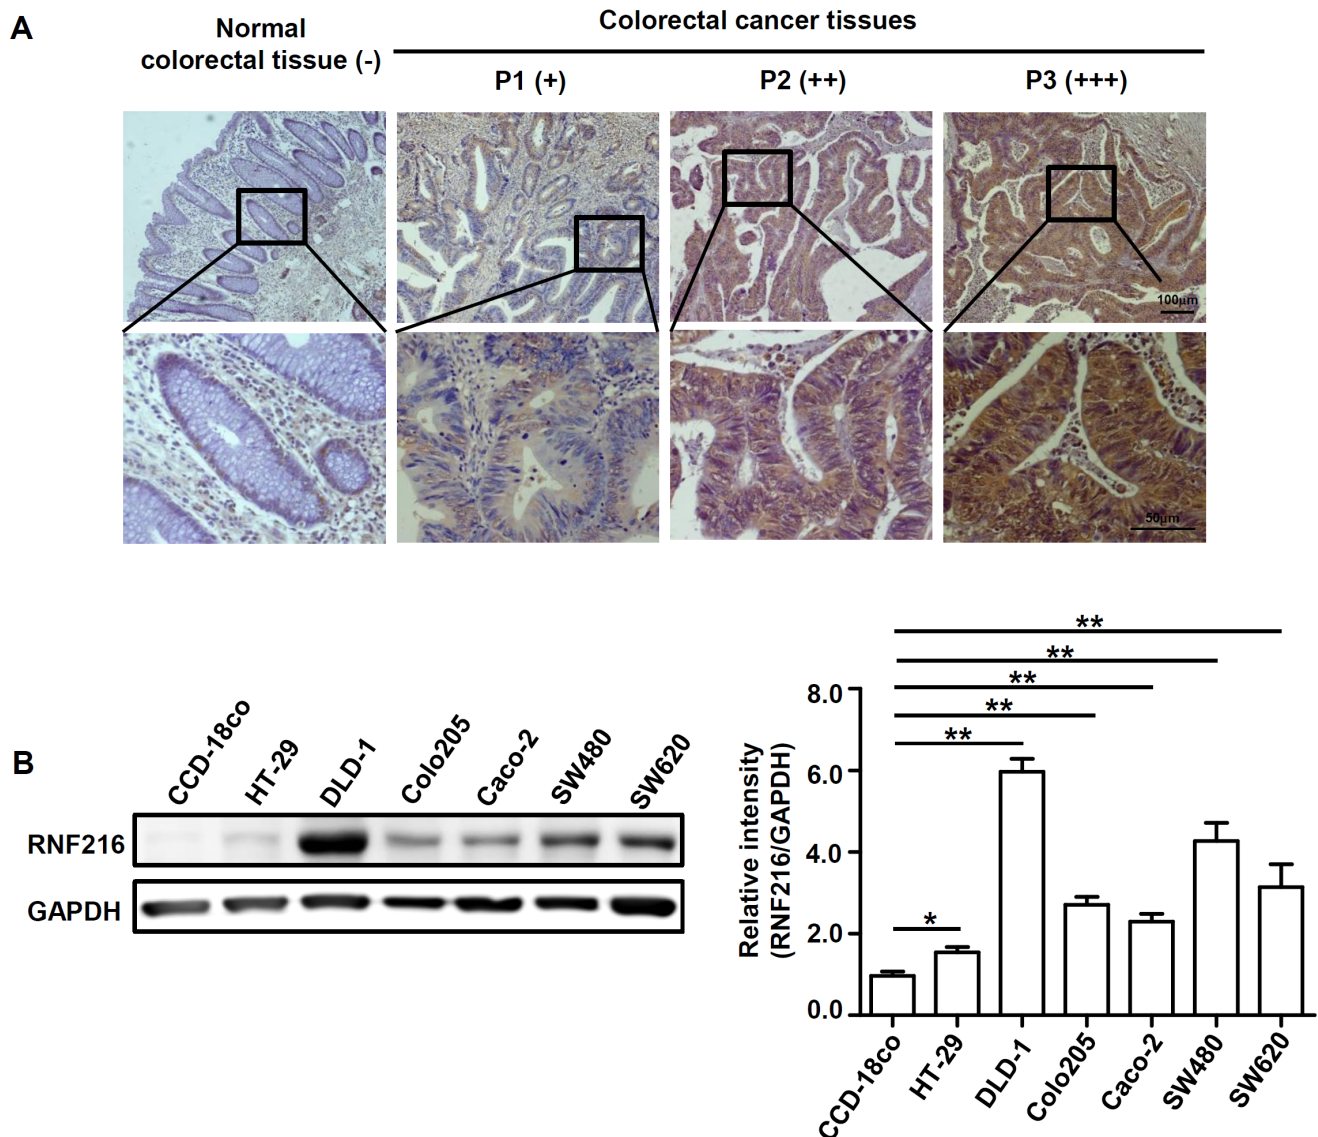 A
Normal
colorectal tissue (-)
Colorectal cancer tissues
P1 (+)
P2 (++)
P3 (+++)
100µm
50µm
B
CCD-18co
HT-29
DLD-1
Colo205
Caco-2
SW480
SW620
RNF216
GAPDH
**
**
**
**
**
*
Relative intensity
(RNF216/GAPDH)
8.0
6.0
4.0
2.0
0.0
CCD-18co
HT-29
DLD-1
Colo205
Caco-2
SW480
SW620